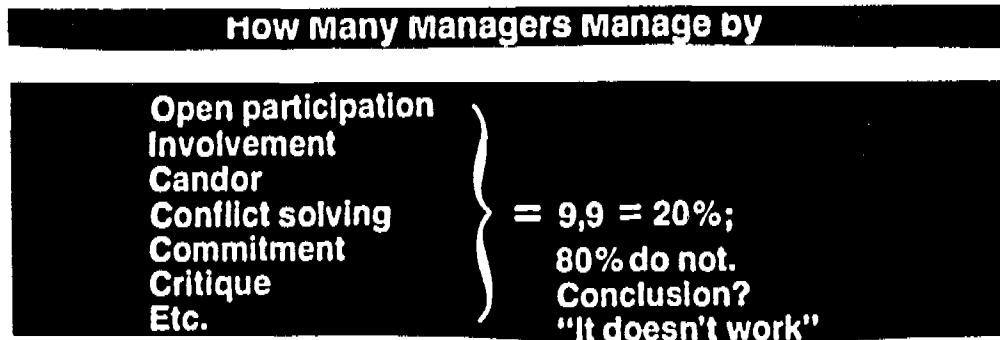 How Many Managers Manage by
Open participation
Involvement
Candor
Conflict solving
Commitment
Critique
Etc.
= 9,9 = 20%;
80% do not.
Conclusion?
“It doesn't work”